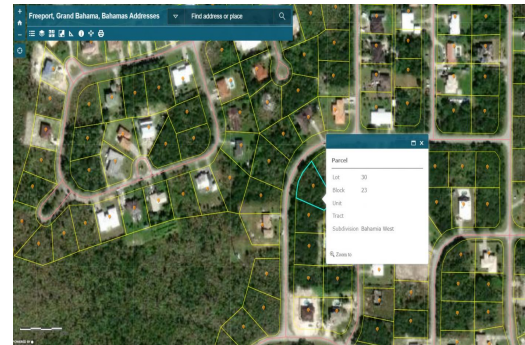 Freeport, Grand Bahama, Bahamas Addresses
Find address or place
Parcel
Lot 30
Block 23
Unit
Tract
Subdivision Bahamia West
Zoom to